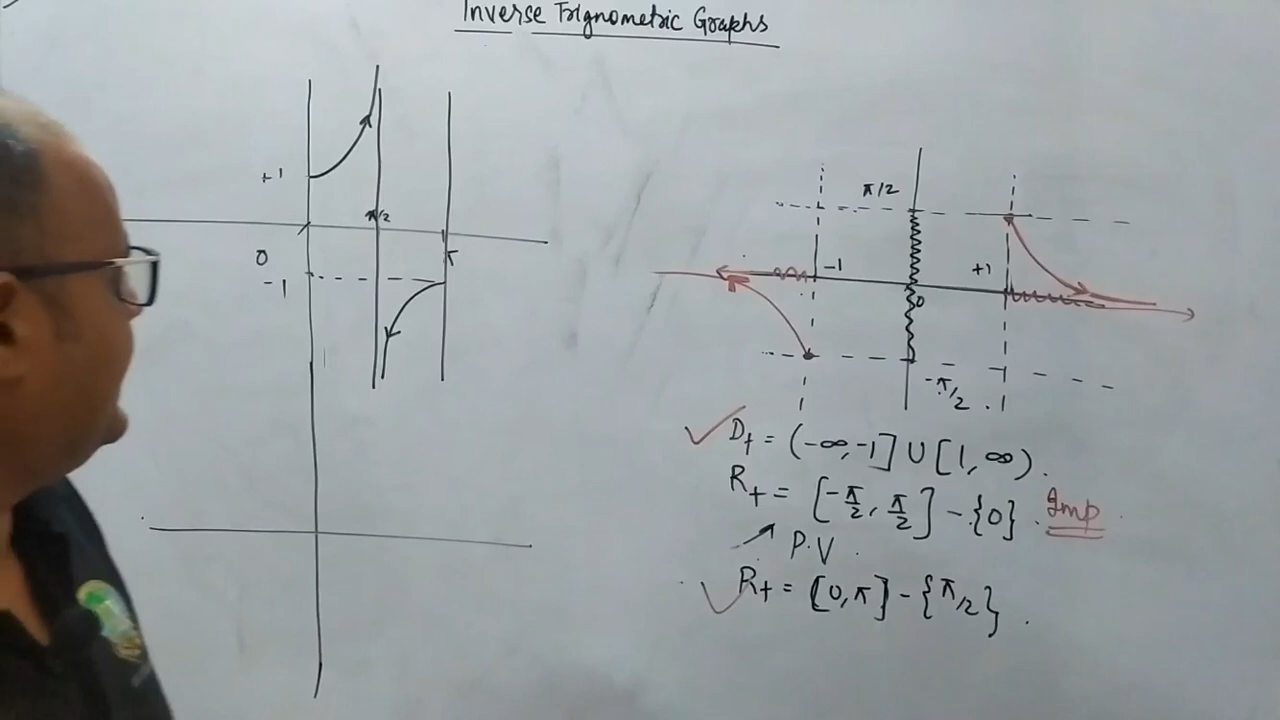 Inverse Trignometric Graphs
+1
π/2
0
π
-1
π/2
-1
+1
0
-π/2
Df = (-∞,-1] ∪ [1,∞).
Rf = [-π/2, π/2] - {0}. Imp
P.V.
Rf = [0,π] - {π/2}.